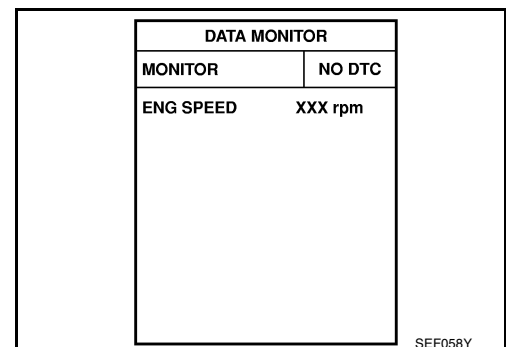 DATA MONITOR
MONITOR NO DTC
ENG SPEED XXX rpm
SEF058Y